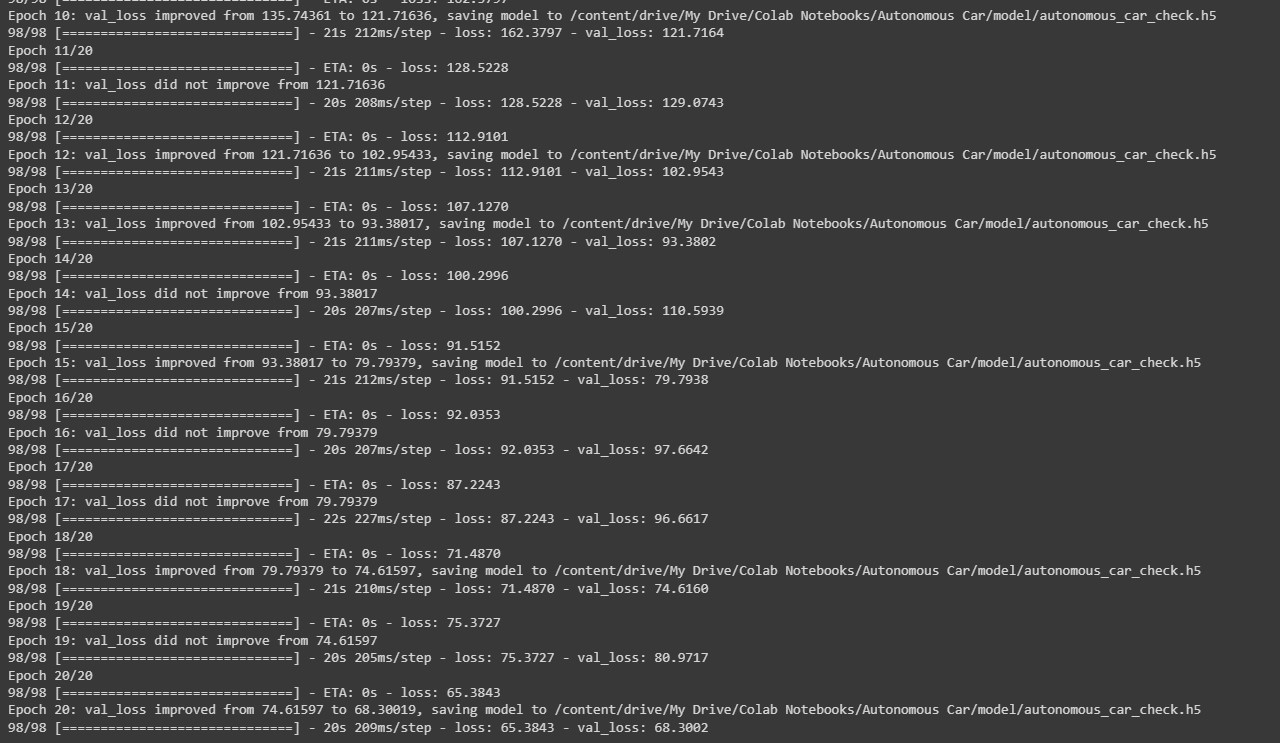 98/98 [==============================] - ETA: 0s - loss: 162.3797
Epoch 10: val_loss improved from 135.74361 to 121.71636, saving model to /content/drive/My Drive/Colab Notebooks/Autonomous Car/model/autonomous_car_check.h5
98/98 [==============================] - 21s 212ms/step - loss: 162.3797 - val_loss: 121.7164
Epoch 11/20
98/98 [==============================] - ETA: 0s - loss: 128.5228
Epoch 11: val_loss did not improve from 121.71636
98/98 [==============================] - 20s 208ms/step - loss: 128.5228 - val_loss: 129.0743
Epoch 12/20
98/98 [==============================] - ETA: 0s - loss: 112.9101
Epoch 12: val_loss improved from 121.71636 to 102.95433, saving model to /content/drive/My Drive/Colab Notebooks/Autonomous Car/model/autonomous_car_check.h5
98/98 [==============================] - 21s 211ms/step - loss: 112.9101 - val_loss: 102.9543
Epoch 13/20
98/98 [==============================] - ETA: 0s - loss: 107.1270
Epoch 13: val_loss improved from 102.95433 to 93.38017, saving model to /content/drive/My Drive/Colab Notebooks/Autonomous Car/model/autonomous_car_check.h5
98/98 [==============================] - 21s 211ms/step - loss: 107.1270 - val_loss: 93.3802
Epoch 14/20
98/98 [==============================] - ETA: 0s - loss: 100.2996
Epoch 14: val_loss did not improve from 93.38017
98/98 [==============================] - 20s 207ms/step - loss: 100.2996 - val_loss: 110.5939
Epoch 15/20
98/98 [==============================] - ETA: 0s - loss: 91.5152
Epoch 15: val_loss improved from 93.38017 to 79.79379, saving model to /content/drive/My Drive/Colab Notebooks/Autonomous Car/model/autonomous_car_check.h5
98/98 [==============================] - 21s 212ms/step - loss: 91.5152 - val_loss: 79.7938
Epoch 16/20
98/98 [==============================] - ETA: 0s - loss: 92.0353
Epoch 16: val_loss did not improve from 79.79379
98/98 [==============================] - 20s 207ms/step - loss: 92.0353 - val_loss: 97.6642
Epoch 17/20
98/98 [==============================] - ETA: 0s - loss: 87.2243
Epoch 17: val_loss did not improve from 79.79379
98/98 [==============================] - 22s 227ms/step - loss: 87.2243 - val_loss: 96.6617
Epoch 18/20
98/98 [==============================] - ETA: 0s - loss: 71.4870
Epoch 18: val_loss improved from 79.79379 to 74.61597, saving model to /content/drive/My Drive/Colab Notebooks/Autonomous Car/model/autonomous_car_check.h5
98/98 [==============================] - 21s 210ms/step - loss: 71.4870 - val_loss: 74.6160
Epoch 19/20
98/98 [==============================] - ETA: 0s - loss: 75.3727
Epoch 19: val_loss did not improve from 74.61597
98/98 [==============================] - 20s 205ms/step - loss: 75.3727 - val_loss: 80.9717
Epoch 20/20
98/98 [==============================] - ETA: 0s - loss: 65.3843
Epoch 20: val_loss improved from 74.61597 to 68.30019, saving model to /content/drive/My Drive/Colab Notebooks/Autonomous Car/model/autonomous_car_check.h5
98/98 [==============================] - 20s 209ms/step - loss: 65.3843 - val_loss: 68.3002